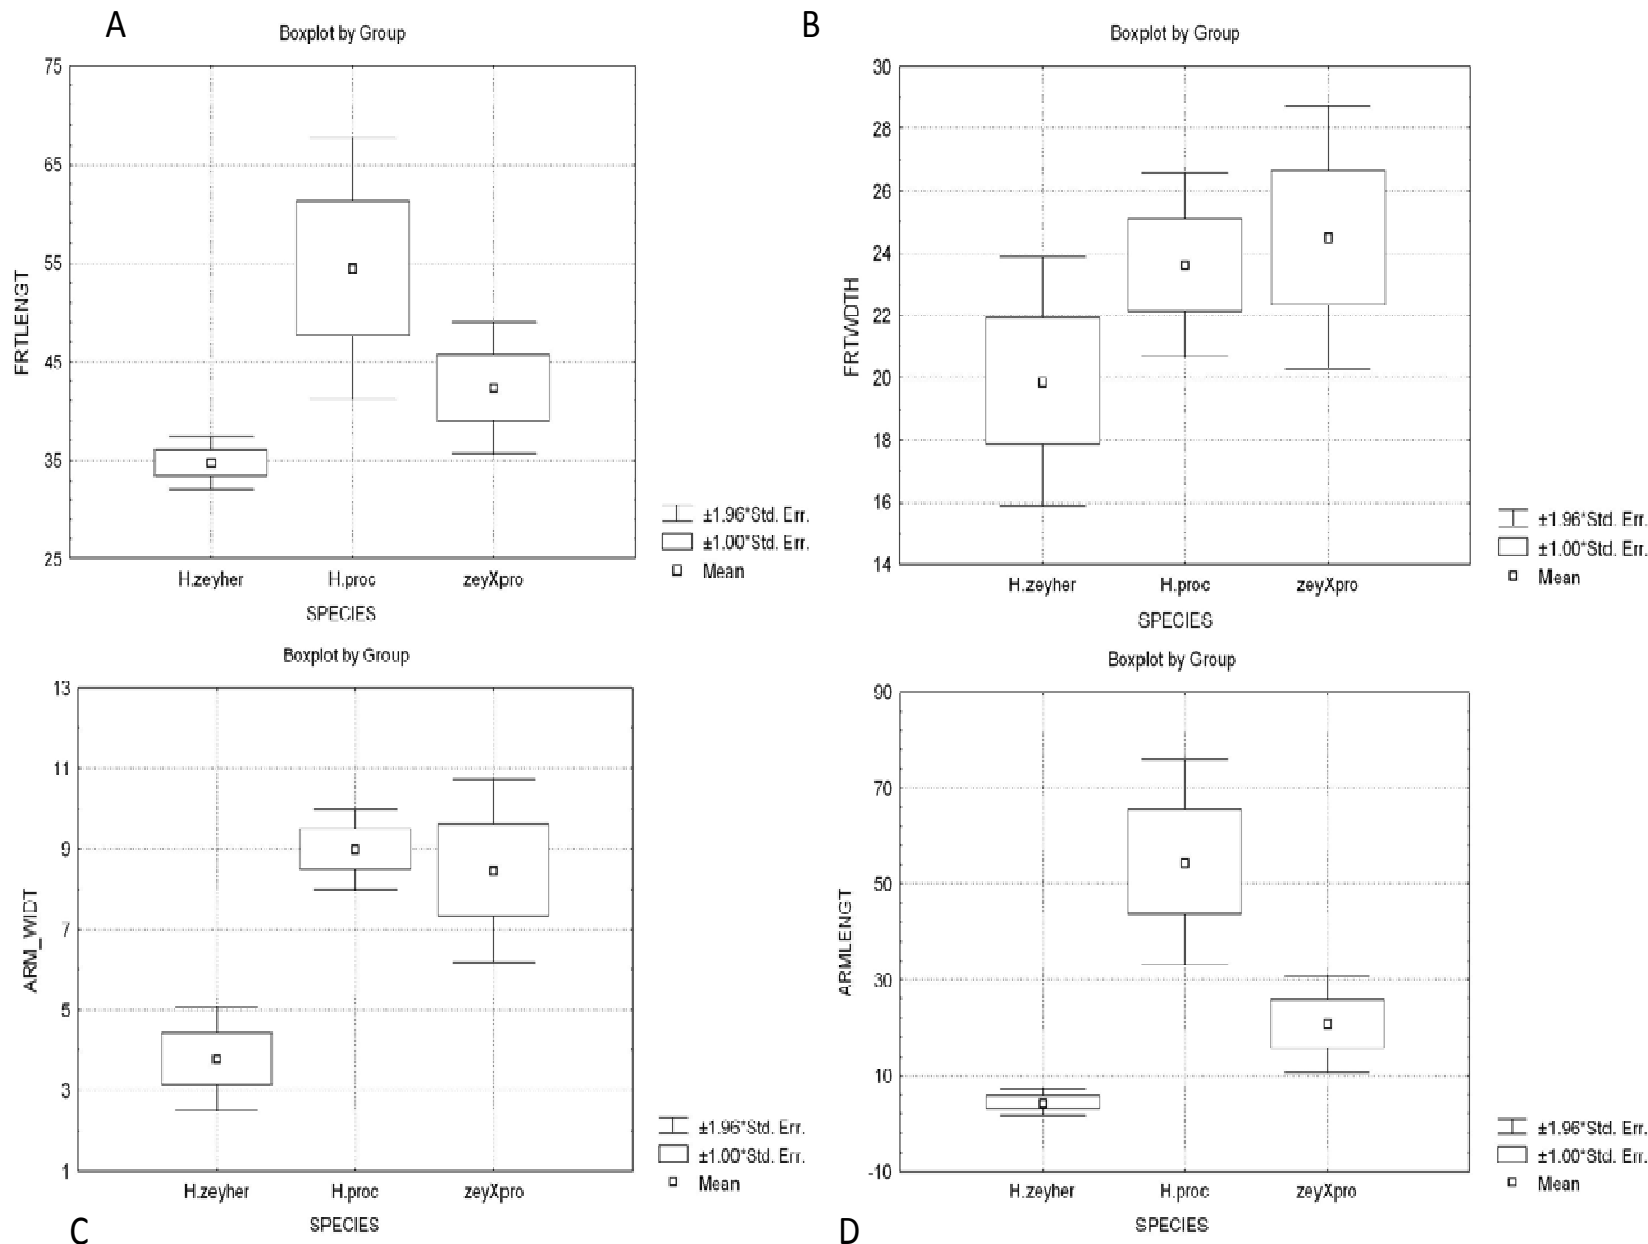 A
Boxplot by Group
75
65
55
45
35
25
FRTLENGT
H.zeyher H.proc zeyXpro
SPECIES
±1.96*Std. Err.
±1.00*Std. Err.
Mean
B
Boxplot by Group
30
28
26
24
22
20
18
16
14
FRTWDTH
H.zeyher H.proc zeyXpro
SPECIES
±1.96*Std. Err.
±1.00*Std. Err.
Mean
Boxplot by Group
13
11
9
7
5
3
1
ARM_WIDT
H.zeyher H.proc zeyXpro
SPECIES
±1.96*Std. Err.
±1.00*Std. Err.
Mean
C
Boxplot by Group
90
70
50
30
10
-10
ARMLENGT
H.zeyher H.proc zeyXpro
SPECIES
±1.96*Std. Err.
±1.00*Std. Err.
Mean
D